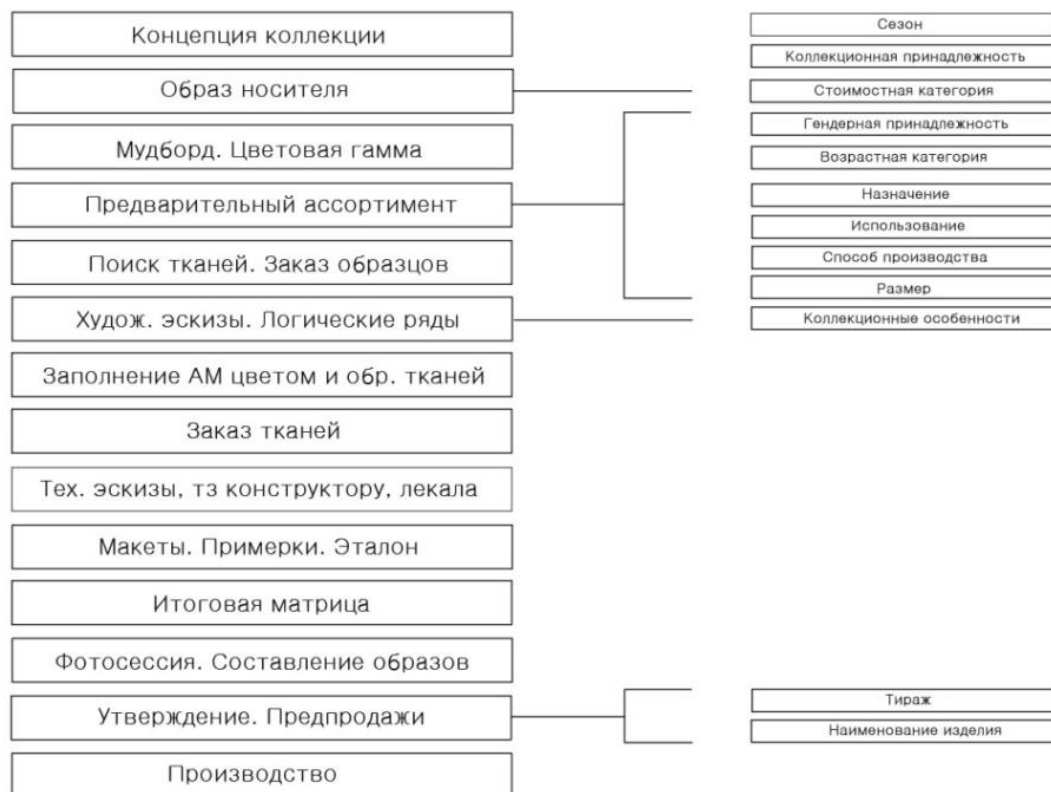 Концепция коллекции
Образ носителя
Мудборд. Цветовая гамма
Предварительный ассортимент
Поиск тканей. Заказ образцов
Худож. эскизы. Логические ряды
Заполнение АМ цветом и обр. тканей
Заказ тканей
Тех. эскизы, тз конструктору, лекала
Макеты. Примерки. Эталон
Итоговая матрица
Фотосессия. Составление образов
Утверждение. Предпродажи
Производство
Сезон
Коллекционная принадлежность
Стоимостная категория
Гендерная принадлежность
Возрастная категория
Назначение
Использование
Способ производства
Размер
Коллекционные особенности
Тираж
Наименование изделия